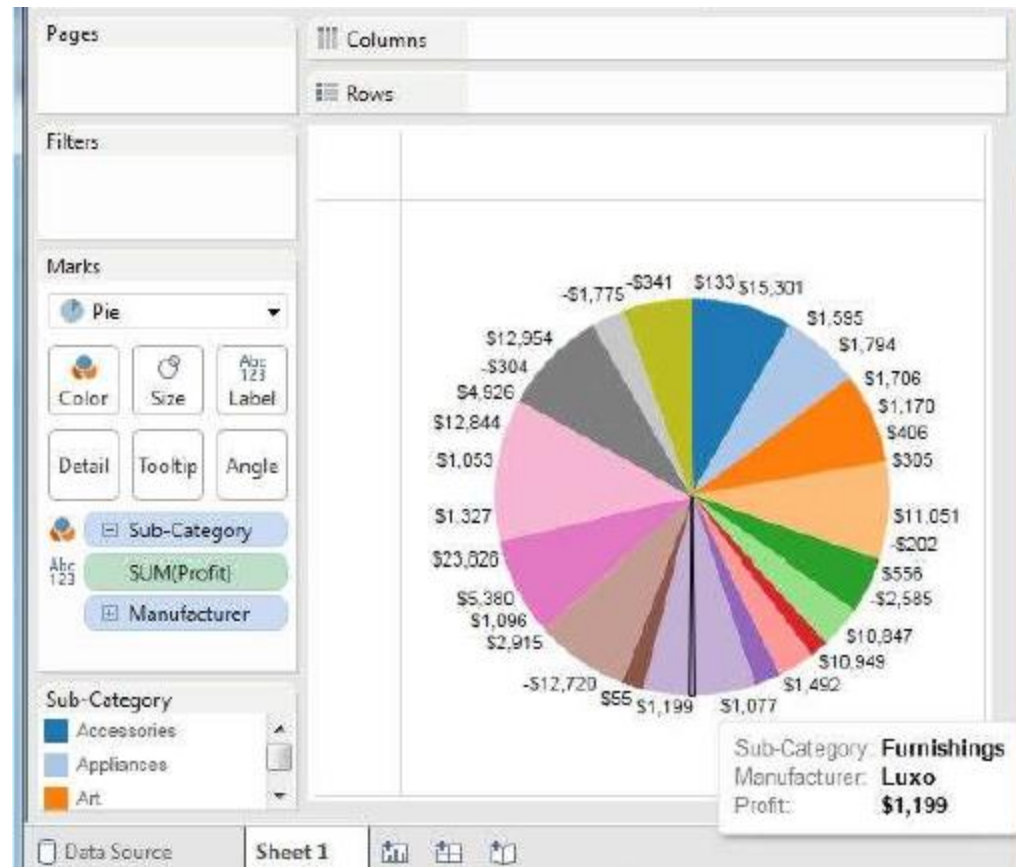 Pages
Columns
Rows
Filters
Marks
Pie
Color
Size
Abc
123
Label
Detail
Tooltip
Angle
Sub-Category
Abc
123
SUM(Profit)
Manufacturer
Sub-Category
Accessories
Appliances
Art
-$341
$133
$15,301
-$1,775
$1,595
$1,794
$12,954
-$304
$4,926
$1,706
$1,170
$12,844
$406
$1,053
$305
$1,327
$11,051
-$202
$23,626
$556
-$2,585
$5,380
$1,096
$2,915
$10,847
$10,949
-$12,720
$1,492
$55
$1,199
$1,077
Sub-Category: Furnishings
Manufacturer: Luxo
Profit: $1,199
Data Source
Sheet 1